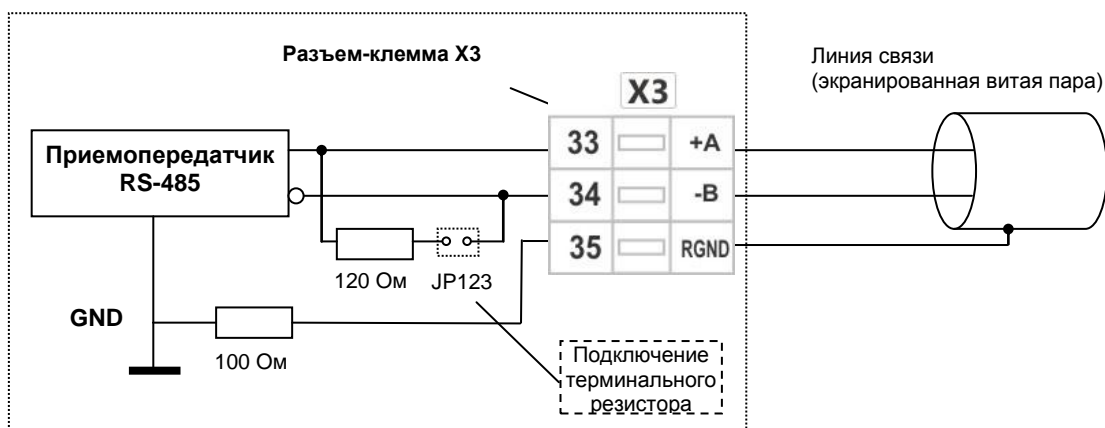 Разъем-клемма X3
Линия связи
(экранированная витая пара)
X3
Приемопередатчик
RS-485
33 +A
34 -B
35 RGND
120 Ом JP123
GND
100 Ом
Подключение
терминального
резистора